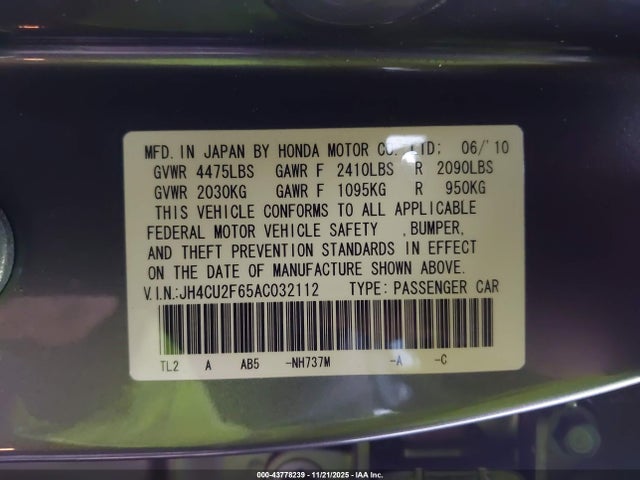 MFD. IN JAPAN BY HONDA MOTOR CO. LTD; 06/'10
GVWR 4475LBS GAWR F 2410LBS R 2090LBS
GVWR 2030KG GAWR F 1095KG R 950KG
THIS VEHICLE CONFORMS TO ALL APPLICABLE
FEDERAL MOTOR VEHICLE SAFETY ,BUMPER,
AND THEFT PREVENTION STANDARDS IN EFFECT
ON THE DATE OF MANUFACTURE SHOWN ABOVE.
V.I.N.:JH4CU2F65AC032112 TYPE: PASSENGER CAR
TL2 A AB5 -NH737M -A -C
000-43778239 - 11/21/2025 - IAA Inc.